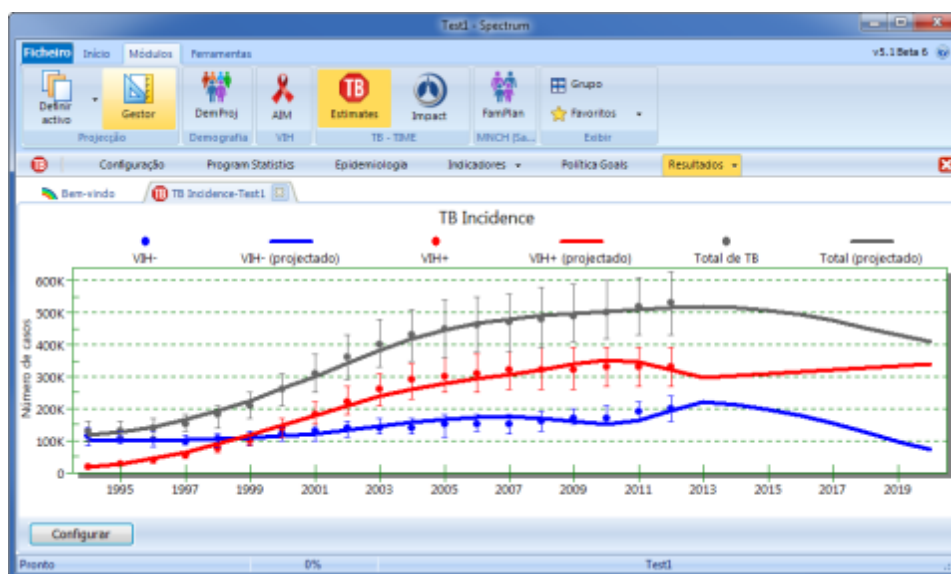 Test1 - Spectrum
Ficheiro Início Módulos Ferramentas v5.1 Beta 6
Definir activo Gestor DemProj AIM Estimates Impact FamPlan Grupo Favoritos
TB
Projecção Demografia VIH TB - TIME MNCH (Sa... Exibir
TB Configuração Program Statistics Epidemiologia Indicadores Política Goals Resultados
Bem-vindo TB TB Incidence-Test1
TB Incidence
VIH- VIH- (projectado) VIH+ VIH+ (projectado) Total de TB Total (projectado)
Número de casos
600K
500K
400K
300K
200K
100K
0
1995 1997 1999 2001 2003 2005 2007 2009 2011 2013 2015 2017 2019
Configurar
Pronto 0% Test1